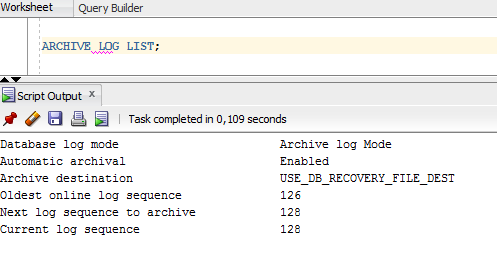 Worksheet Query Builder
ARCHIVE LOG LIST;
Script Output x
Task completed in 0,109 seconds
Database log mode Archive log Mode
Automatic archival Enabled
Archive destination USE_DB_RECOVERY_FILE_DEST
Oldest online log sequence 126
Next log sequence to archive 128
Current log sequence 128